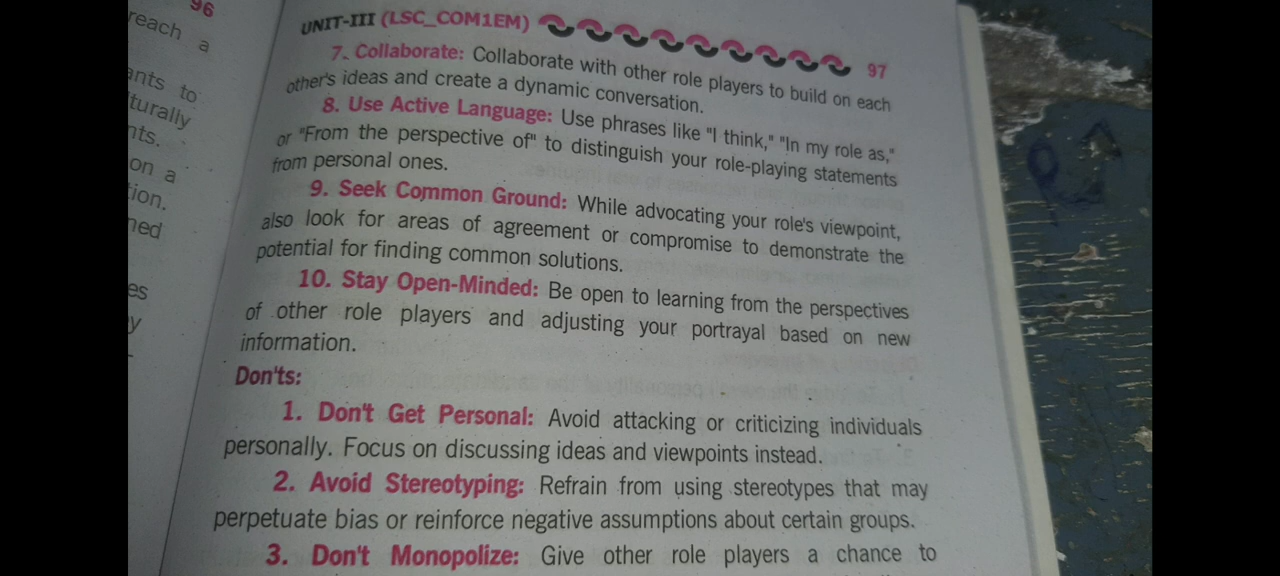 96
reach a
ants to
turally
nts.
on a
tion.
ned
es
y
UNIT-III (LSC_COM1EM)
97
7. Collaborate: Collaborate with other role players to build on each
other's ideas and create a dynamic conversation.
8. Use Active Language: Use phrases like "I think," "In my role as,"
or "From the perspective of" to distinguish your role-playing statements
from personal ones.
9. Seek Common Ground: While advocating your role's viewpoint,
also look for areas of agreement or compromise to demonstrate the
potential for finding common solutions.
10. Stay Open-Minded: Be open to learning from the perspectives
of other role players and adjusting your portrayal based on new
information.
Don'ts:
1. Don't Get Personal: Avoid attacking or criticizing individuals
personally. Focus on discussing ideas and viewpoints instead.
2. Avoid Stereotyping: Refrain from using stereotypes that may
perpetuate bias or reinforce negative assumptions about certain groups.
3. Don't Monopolize: Give other role players a chance to